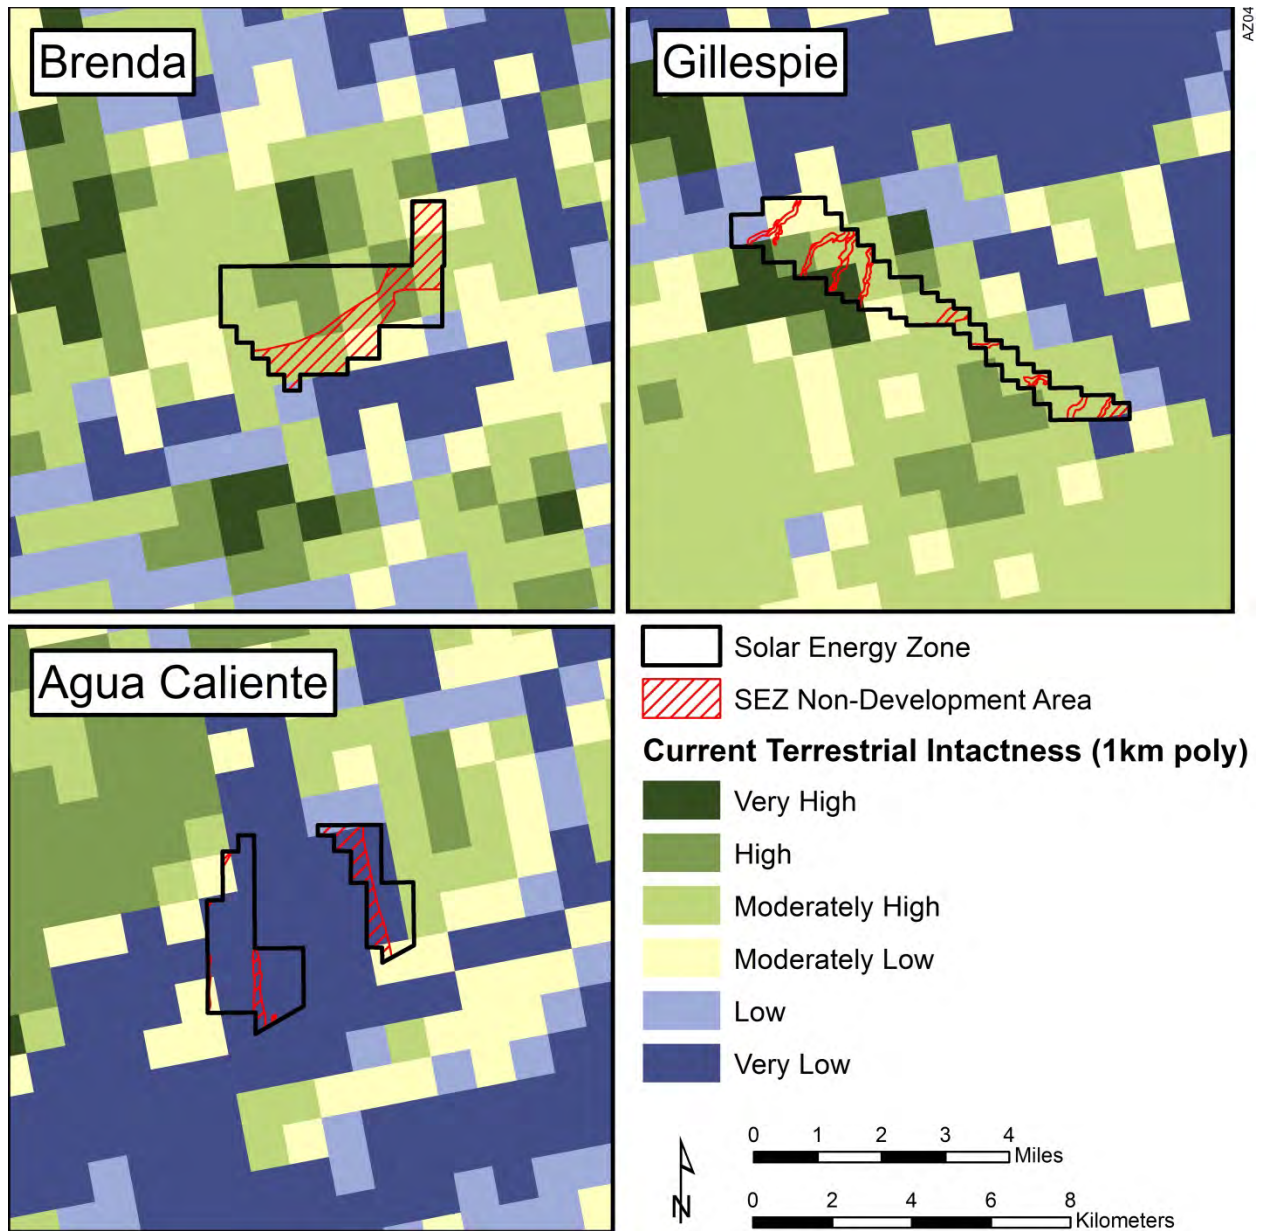 Brenda
Gillespie
AZ04
Agua Caliente
Solar Energy Zone
SEZ Non-Development Area
Current Terrestrial Intactness (1km poly)
Very High
High
Moderately High
Moderately Low
Low
Very Low
N
0 1 2 3 4
Miles
0 2 4 6 8
Kilometers